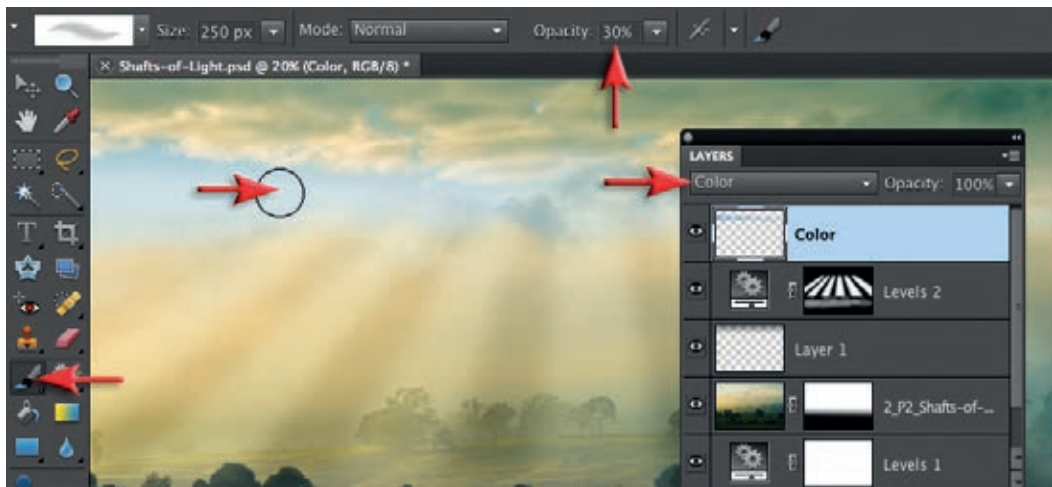 Size: 250 px Mode: Normal Opacity: 30%
Shafts-of-Light.psd @ 20% (Color, RGB/8) *
LAYERS
Color Opacity: 100%
Color
Levels 2
Layer 1
2_P2_Shafts-of-...
Levels 1
T